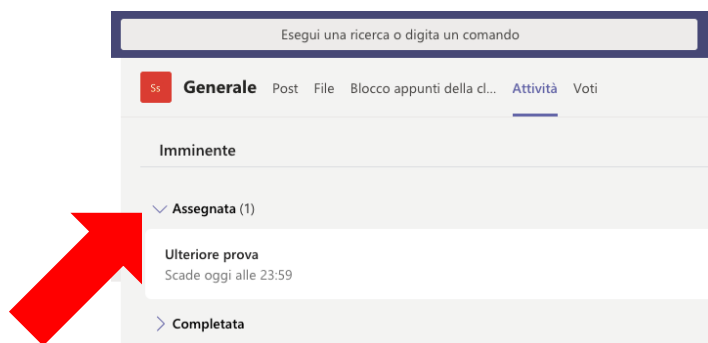 Esegui una ricerca o digita un comando
Ss Generale Post File Blocco appunti della cl... Attività Voti
Imminente
Assegnata (1)
Ulteriore prova
Scade oggi alle 23:59
Completata